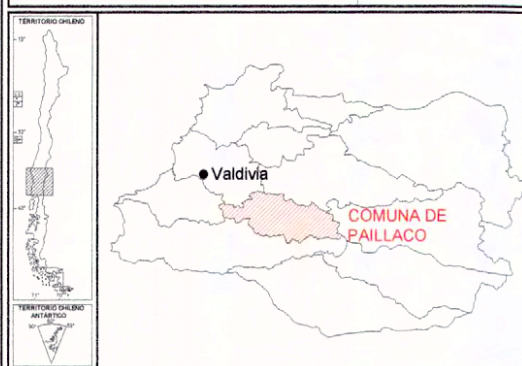 TERRITORIO CHILENO
Valdivia
COMUNA DE
PAILLACO
TERRITORIO CHILENO
ANTÁRTICO